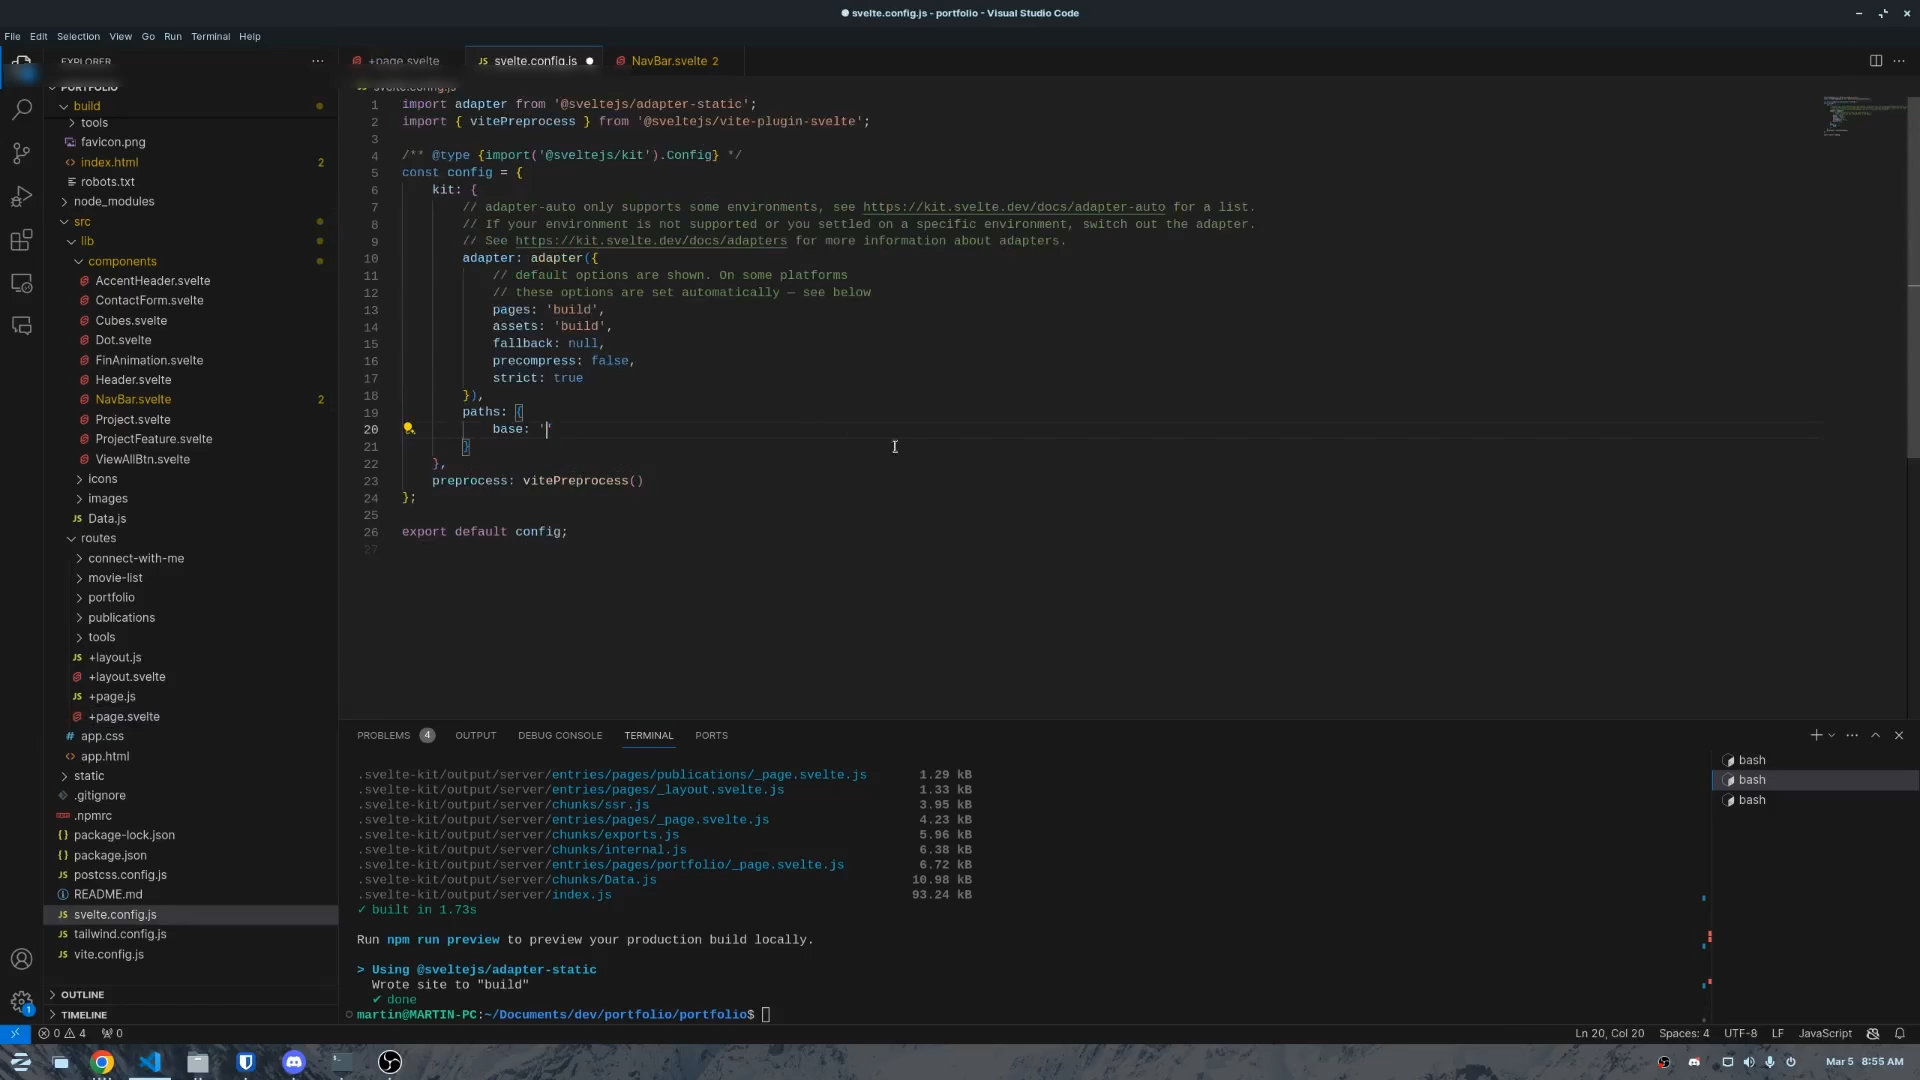 svelte.config.js - portfolio - Visual Studio Code
File Edit Selection View Go Run Terminal Help
EXPLORER
+page.svelte
JS svelte.config.js
NavBar.svelte 2
PORTFOLIO
build
tools
favicon.png
index.html 2
robots.txt
node_modules
src
lib
components
AccentHeader.svelte
ContactForm.svelte
Cubes.svelte
Dot.svelte
FinAnimation.svelte
Header.svelte
NavBar.svelte 2
Project.svelte
ProjectFeature.svelte
ViewAllBtn.svelte
icons
images
JS Data.js
routes
connect-with-me
movie-list
portfolio
publications
tools
JS +layout.js
+layout.svelte
JS +page.js
+page.svelte
# app.css
<> app.html
static
.gitignore
.npmrc
{} package-lock.json
{} package.json
JS postcss.config.js
README.md
JS svelte.config.js
JS tailwind.config.js
JS vite.config.js
OUTLINE
TIMELINE
svelte.config.js
1 import adapter from '@sveltejs/adapter-static';
2 import { vitePreprocess } from '@sveltejs/vite-plugin-svelte';
3
4 /** @type {import('@sveltejs/kit').Config} */
5 const config = {
6 kit: {
7 // adapter-auto only supports some environments, see https://kit.svelte.dev/docs/adapter-auto for a list.
8 // If your environment is not supported or you settled on a specific environment, switch out the adapter.
9 // See https://kit.svelte.dev/docs/adapters for more information about adapters.
10 adapter: adapter({
11 // default options are shown. On some platforms
12 // these options are set automatically — see below
13 pages: 'build',
14 assets: 'build',
15 fallback: null,
16 precompress: false,
17 strict: true
18 }),
19 paths: {
20 base: ''
21 }
22 },
23 preprocess: vitePreprocess()
24 };
25
26 export default config;
27
PROBLEMS 4 OUTPUT DEBUG CONSOLE TERMINAL PORTS
.svelte-kit/output/server/entries/pages/publications/_page.svelte.js 1.29 kB
.svelte-kit/output/server/entries/pages/_layout.svelte.js 1.33 kB
.svelte-kit/output/server/chunks/ssr.js 3.95 kB
.svelte-kit/output/server/entries/pages/_page.svelte.js 4.23 kB
.svelte-kit/output/server/chunks/exports.js 5.96 kB
.svelte-kit/output/server/chunks/internal.js 6.38 kB
.svelte-kit/output/server/entries/pages/portfolio/_page.svelte.js 6.72 kB
.svelte-kit/output/server/chunks/Data.js 10.98 kB
.svelte-kit/output/server/index.js 93.24 kB
✓ built in 1.73s
Run npm run preview to preview your production build locally.
> Using @sveltejs/adapter-static
Wrote site to "build"
✔ done
martin@MARTIN-PC:~/Documents/dev/portfolio/portfolio$
bash
bash
bash
0 4 0
Ln 20, Col 20 Spaces: 4 UTF-8 LF JavaScript
Mar 5 8:55 AM